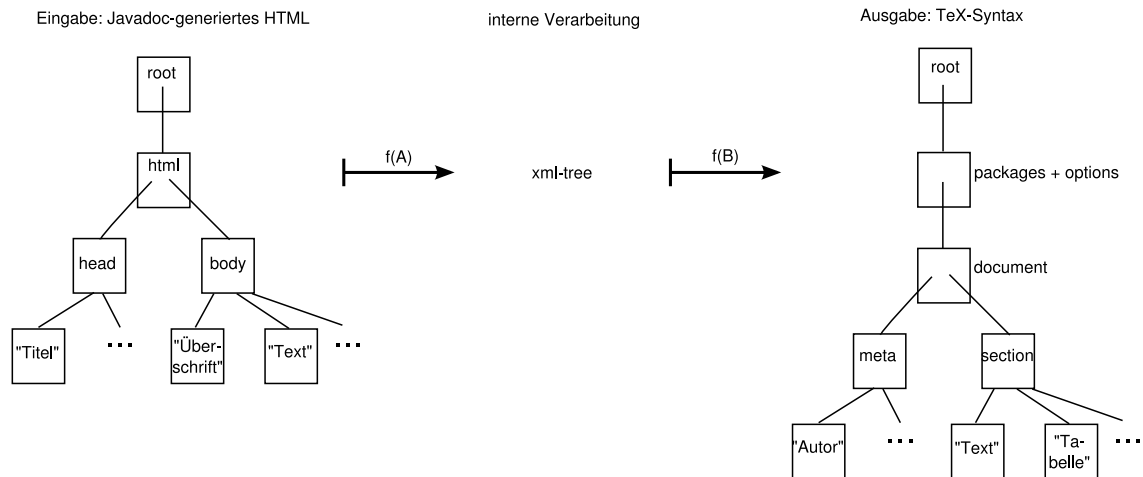 Eingabe: Javadoc-generiertes HTML
interne Verarbeitung
Ausgabe: TeX-Syntax
root
html
head
body
"Titel"
...
"Über-
schrift"
"Text"
...
f(A)
xml-tree
f(B)
root
packages + options
document
meta
section
"Autor"
...
"Text"
"Ta-
belle"
...